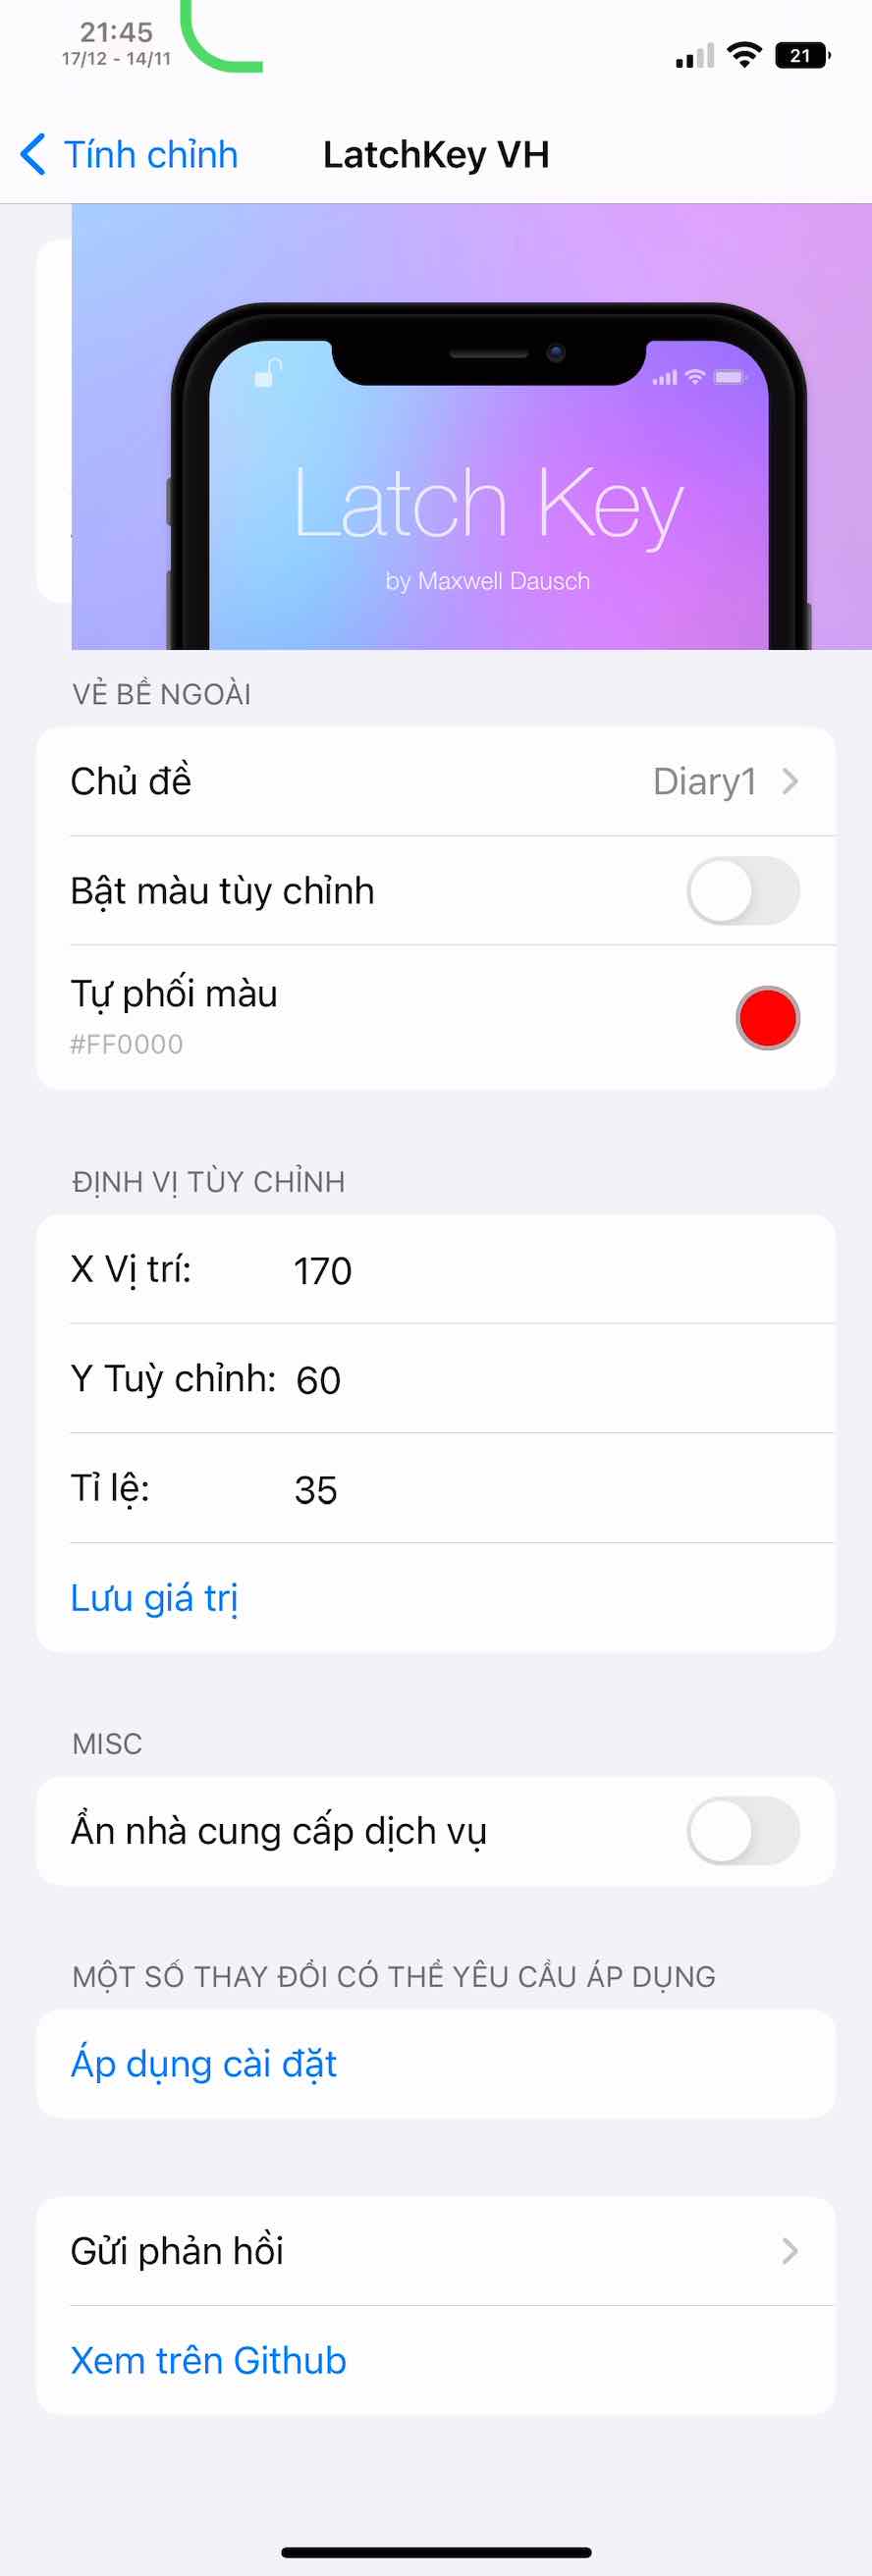 21:45
17/12 - 14/11
21
Tính chỉnh
LatchKey VH
Latch Key
by Maxwell Dausch
VẺ BỀ NGOÀI
Chủ đề
Diary1
Bật màu tùy chỉnh
Tự phối màu
#FF0000
ĐỊNH VỊ TÙY CHỈNH
X Vị trí: 170
Y Tuỳ chỉnh: 60
Tỉ lệ: 35
Lưu giá trị
MISC
Ẩn nhà cung cấp dịch vụ
MỘT SỐ THAY ĐỔI CÓ THỂ YÊU CẦU ÁP DỤNG
Áp dụng cài đặt
Gửi phản hồi
Xem trên Github